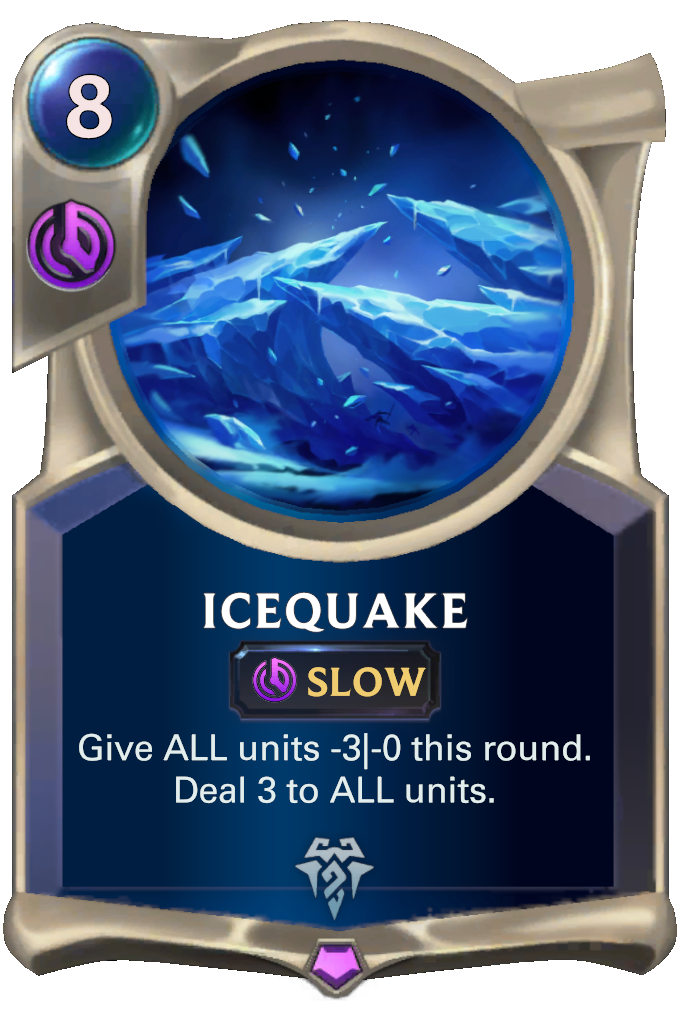 8
ICEQUAKE
SLOW
Give ALL units -3|-0 this round.
Deal 3 to ALL units.